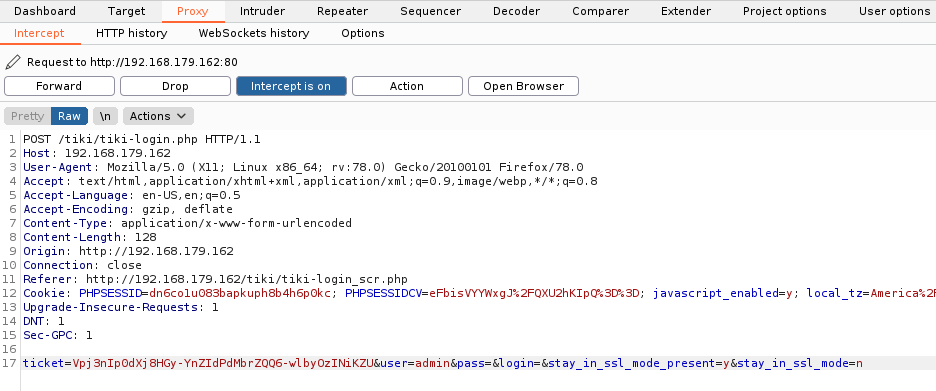 Dashboard Target Proxy Intruder Repeater Sequencer Decoder Comparer Extender Project options User options
Intercept HTTP history WebSockets history Options
Request to http://192.168.179.162:80
Forward Drop Intercept is on Action Open Browser
Pretty Raw \n Actions
1 POST /tiki/tiki-login.php HTTP/1.1
2 Host: 192.168.179.162
3 User-Agent: Mozilla/5.0 (X11; Linux x86_64; rv:78.0) Gecko/20100101 Firefox/78.0
4 Accept: text/html,application/xhtml+xml,application/xml;q=0.9,image/webp,*/*;q=0.8
5 Accept-Language: en-US,en;q=0.5
6 Accept-Encoding: gzip, deflate
7 Content-Type: application/x-www-form-urlencoded
8 Content-Length: 128
9 Origin: http://192.168.179.162
10 Connection: close
11 Referer: http://192.168.179.162/tiki/tiki-login_scr.php
12 Cookie: PHPSESSID=dn6co1u083bapkuph8b4h6p0kc; PHPSESSIDCV=eFbisVYYWxgJ%2FQXU2hKIpQ%3D%3D; javascript_enabled=y; local_tz=America%2F
13 Upgrade-Insecure-Requests: 1
14 DNT: 1
15 Sec-GPC: 1
16
17 ticket=Vpj3nIpOdXj8HGy-YnZIdPdMbrZQQ6-wlbyOzINiKZU&user=admin&pass=&login=&stay_in_ssl_mode_present=y&stay_in_ssl_mode=n